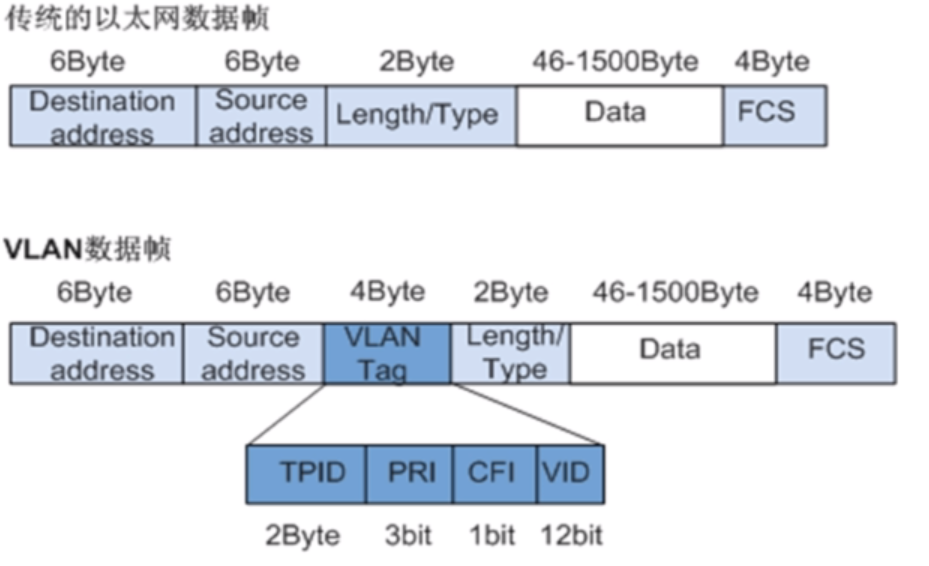 传统的以太网数据帧
6Byte 6Byte 2Byte 46-1500Byte 4Byte
Destination address Source address Length/Type Data FCS
VLAN数据帧
6Byte 6Byte 4Byte 2Byte 46-1500Byte 4Byte
Destination address Source address VLAN Tag Length/Type Data FCS
TPID PRI CFI VID
2Byte 3bit 1bit 12bit